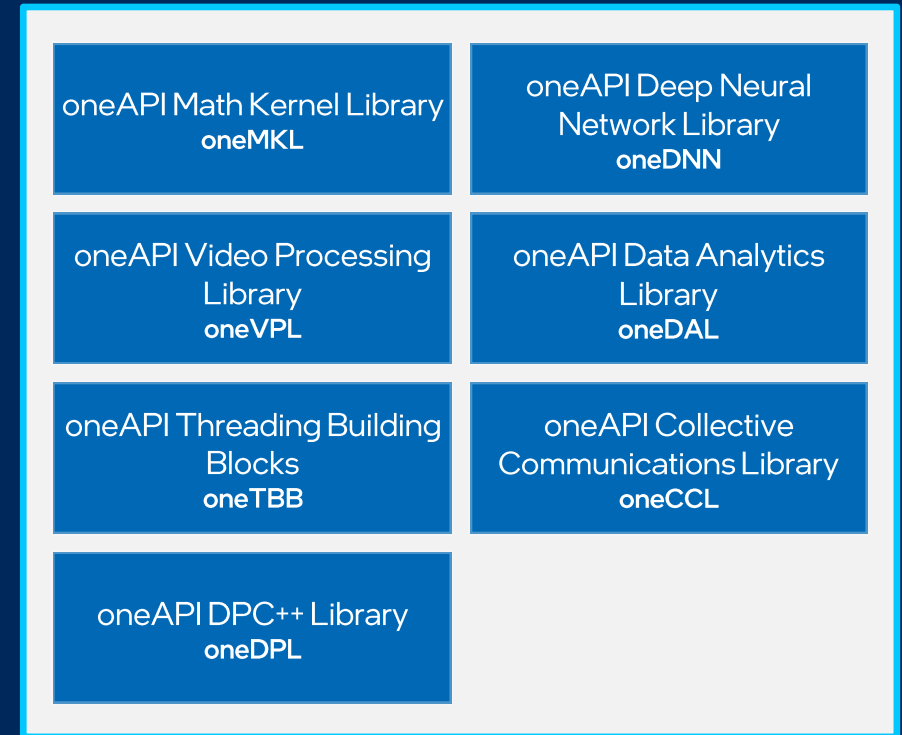 oneAPI Math Kernel Library
oneMKL
oneAPI Deep Neural
Network Library
oneDNN
oneAPI Video Processing
Library
oneVPL
oneAPI Data Analytics
Library
oneDAL
oneAPI Threading Building
Blocks
oneTBB
oneAPI Collective
Communications Library
oneCCL
oneAPI DPC++ Library
oneDPL